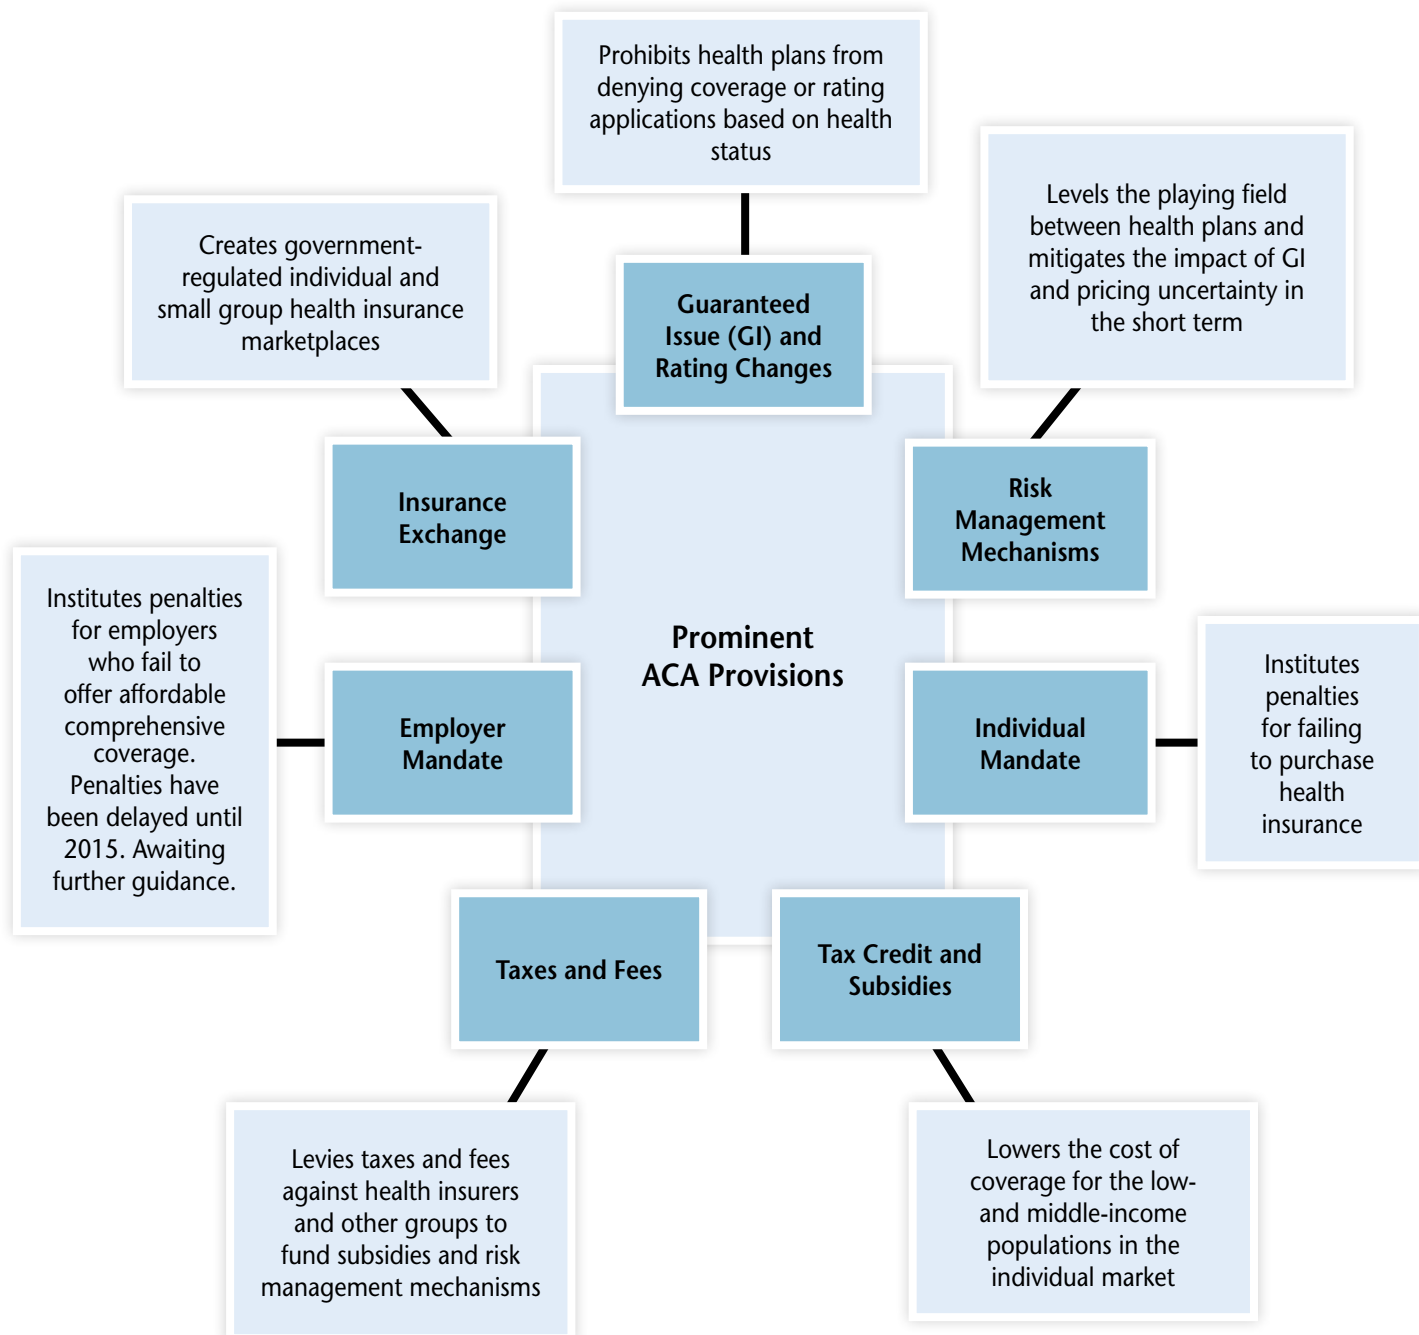 Prohibits health plans from
denying coverage or rating
applications based on health
status
Guaranteed
Issue (GI) and
Rating Changes
Levels the playing field
between health plans and
mitigates the impact of GI
and pricing uncertainty in
the short term
Risk
Management
Mechanisms
Creates government-
regulated individual and
small group health insurance
marketplaces
Insurance
Exchange
Prominent
ACA Provisions
Institutes penalties
for employers
who fail to
offer affordable
comprehensive
coverage.
Penalties have
been delayed until
2015. Awaiting
further guidance.
Employer
Mandate
Individual
Mandate
Institutes
penalties
for failing
to purchase
health
insurance
Taxes and Fees
Tax Credit and
Subsidies
Levies taxes and fees
against health insurers
and other groups to
fund subsidies and risk
management mechanisms
Lowers the cost of
coverage for the low-
and middle-income
populations in the
individual market